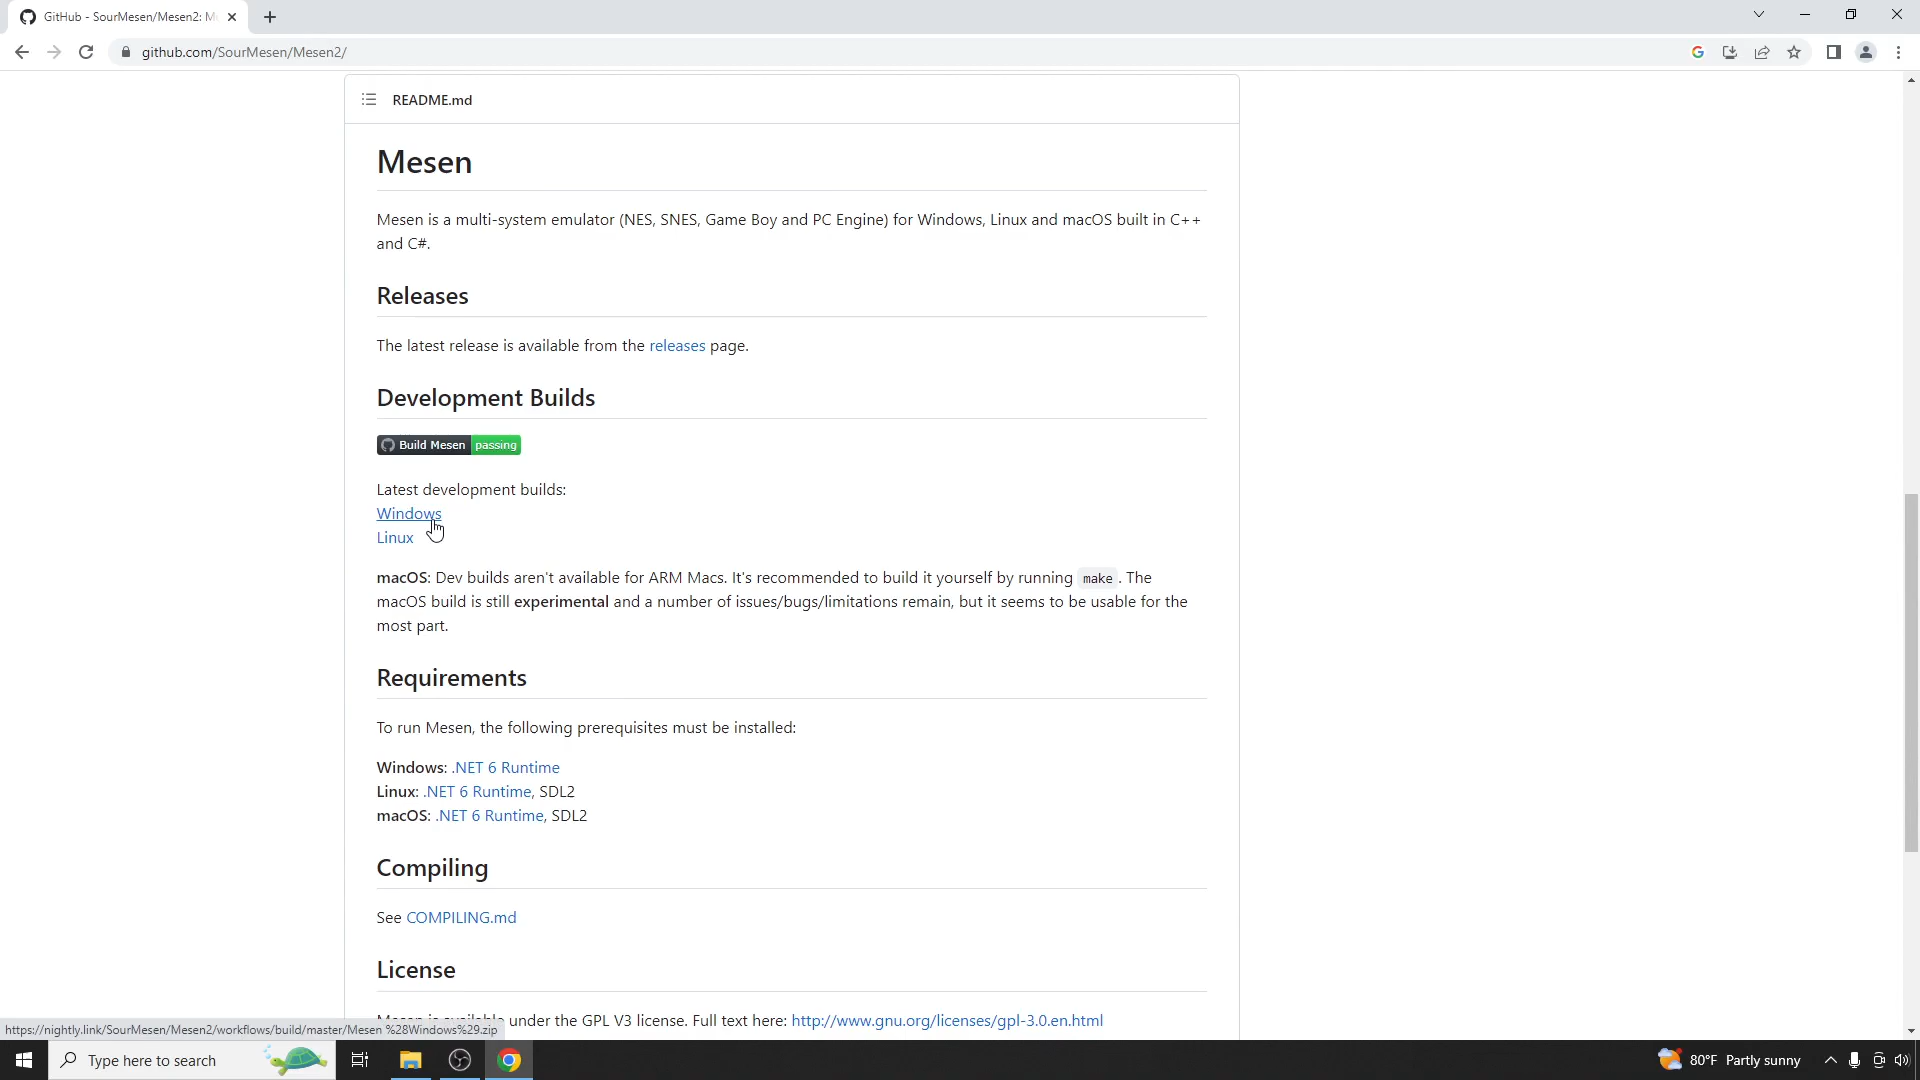 GitHub - SourMesen/Mesen2: M
github.com/SourMesen/Mesen2/
README.md
Mesen
Mesen is a multi-system emulator (NES, SNES, Game Boy and PC Engine) for Windows, Linux and macOS built in C++
and C#.
Releases
The latest release is available from the releases page.
Development Builds
Build Mesen passing
Latest development builds:
Windows
Linux
macOS: Dev builds aren't available for ARM Macs. It's recommended to build it yourself by running make . The
macOS build is still experimental and a number of issues/bugs/limitations remain, but it seems to be usable for the
most part.
Requirements
To run Mesen, the following prerequisites must be installed:
Windows: .NET 6 Runtime
Linux: .NET 6 Runtime, SDL2
macOS: .NET 6 Runtime, SDL2
Compiling
See COMPILING.md
License
Mesen is available under the GPL V3 license. Full text here: http://www.gnu.org/licenses/gpl-3.0.en.html
https://nightly.link/SourMesen/Mesen2/workflows/build/master/Mesen %28Windows%29.zip
Type here to search
80°F Partly sunny